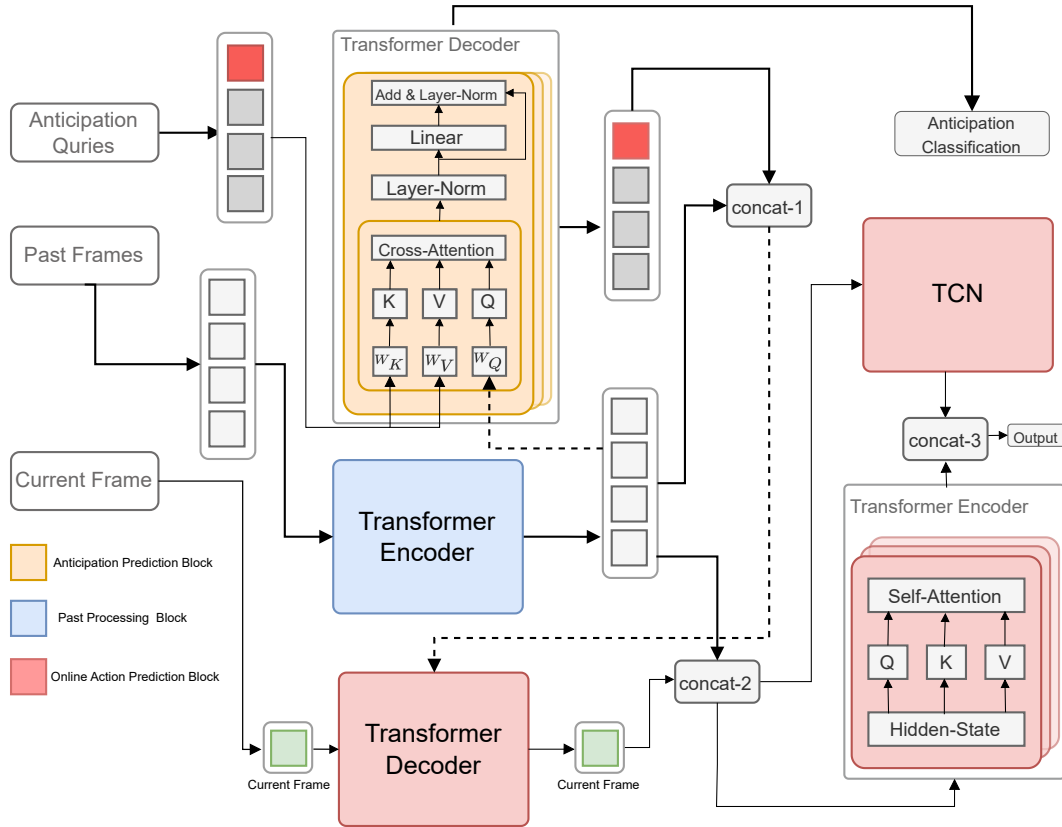 Transformer Decoder
Anticipation
Quries
Add & Layer-Norm
Linear
Layer-Norm
Cross-Attention
K
V
Q
W_K
W_V
W_Q
Anticipation
Classification
concat-1
Past Frames
TCN
Current Frame
Transformer
Encoder
concat-3
Output
Transformer Encoder
Self-Attention
Q
K
V
Hidden-State
Anticipation Prediction Block
Past Processing Block
Online Action Prediction Block
concat-2
Transformer
Decoder
Current Frame
Current Frame